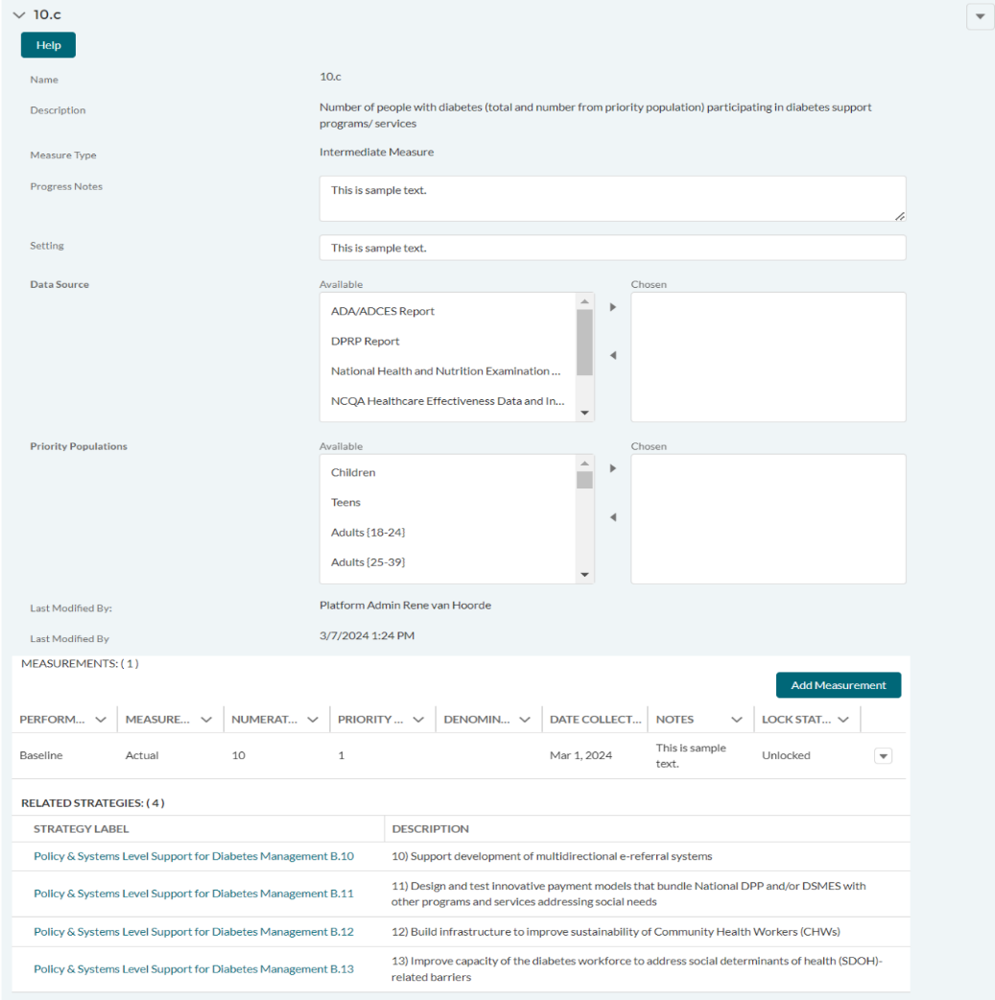 10.c
Help
Name
10.c
Description
Number of people with diabetes (total and number from priority population) participating in diabetes support
programs/ services
Measure Type
Intermediate Measure
Progress Notes
This is sample text.
Setting
This is sample text.
Data Source
Available
Chosen
ADA/ADCES Report
DPRP Report
National Health and Nutrition Examination ...
NCQA Healthcare Effectiveness Data and In...
Priority Populations
Available
Chosen
Children
Teens
Adults [18-24]
Adults [25-39]
Last Modified By:
Platform Admin Rene van Hoorde
Last Modified By
3/7/2024 1:24 PM
MEASUREMENTS: ( 1 )
Add Measurement
PERFORM... MEASURE... NUMERAT... PRIORITY ... DENOMIN... DATE COLLECT... NOTES LOCK STAT...
Baseline Actual 10 1 Mar 1, 2024 This is sample Unlocked
text.
RELATED STRATEGIES: ( 4 )
STRATEGY LABEL DESCRIPTION
Policy & Systems Level Support for Diabetes Management B.10 10) Support development of multidirectional e-referral systems
Policy & Systems Level Support for Diabetes Management B.11 11) Design and test innovative payment models that bundle National DPP and/or DSMES with
other programs and services addressing social needs
Policy & Systems Level Support for Diabetes Management B.12 12) Build infrastructure to improve sustainability of Community Health Workers (CHWs)
Policy & Systems Level Support for Diabetes Management B.13 13) Improve capacity of the diabetes workforce to address social determinants of health (SDOH)-
related barriers